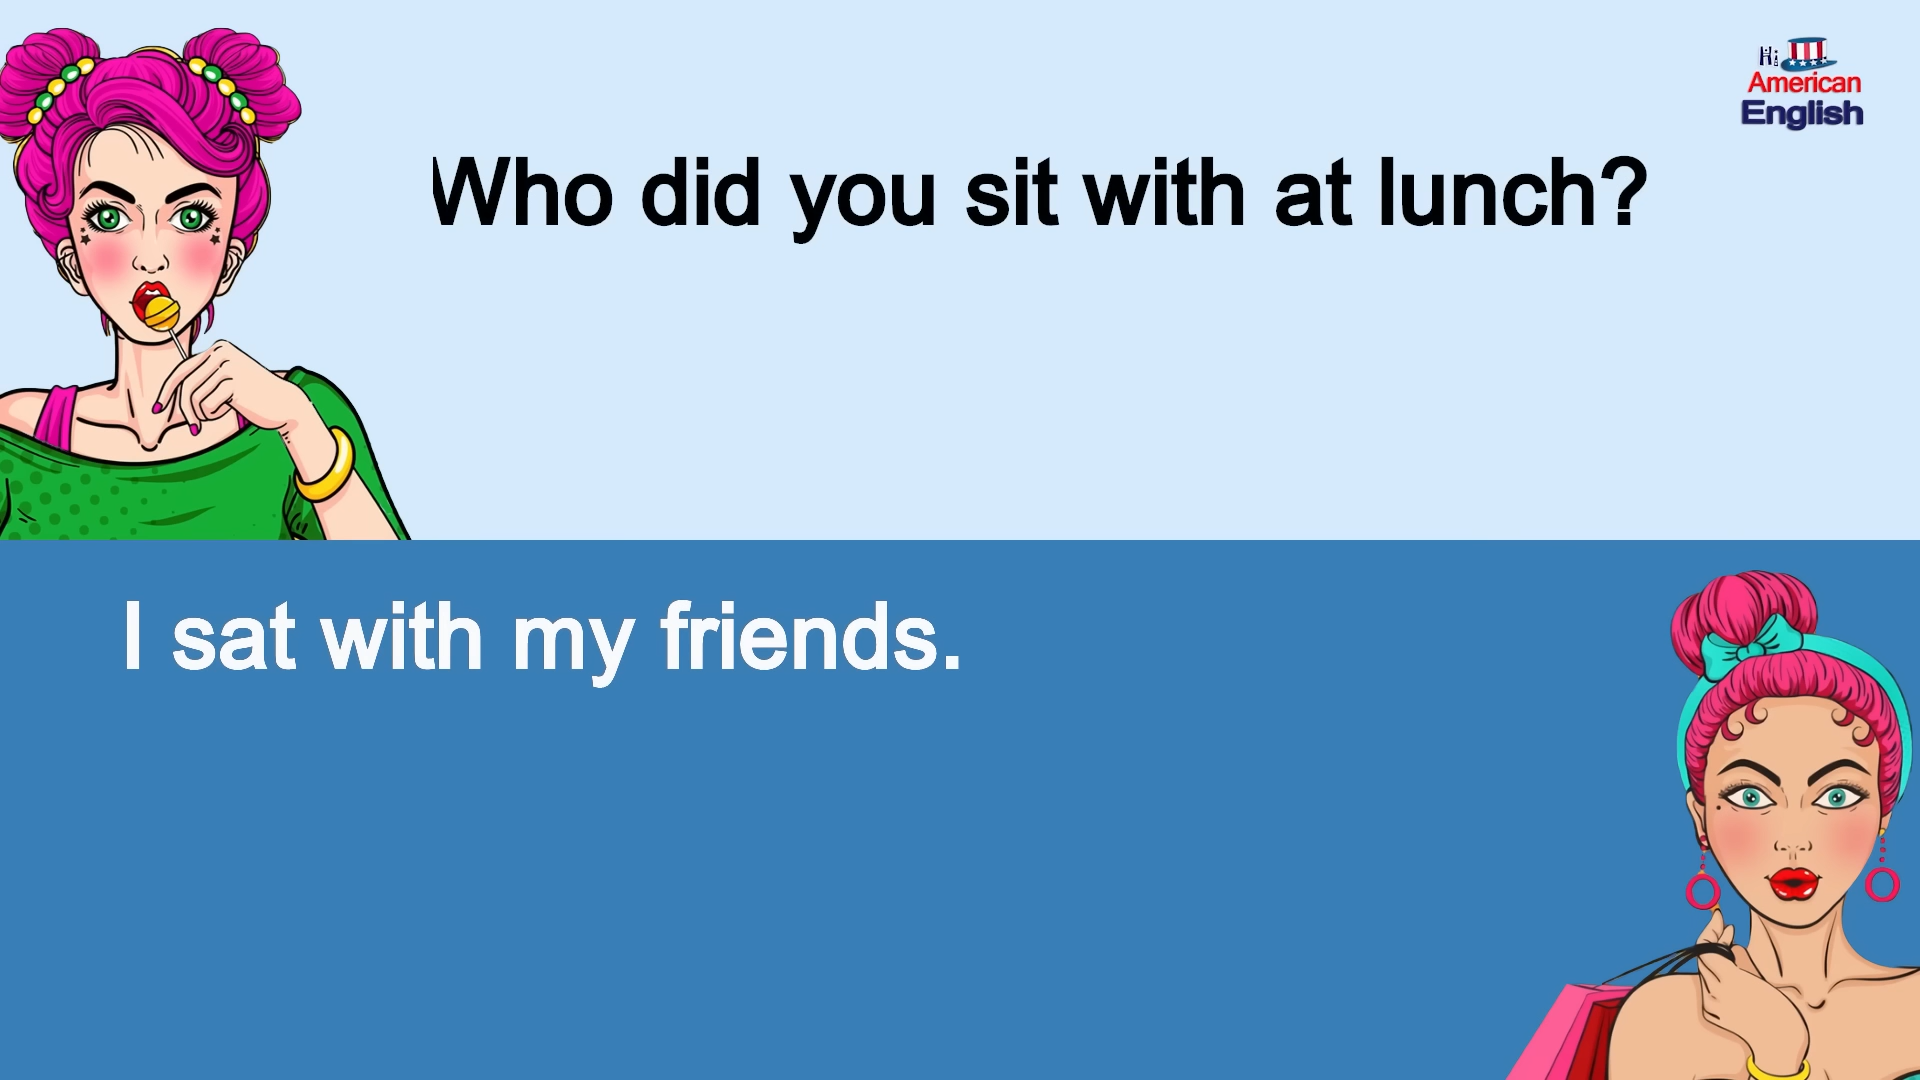 Hi
American
English
Who did you sit with at lunch?
I sat with my friends.